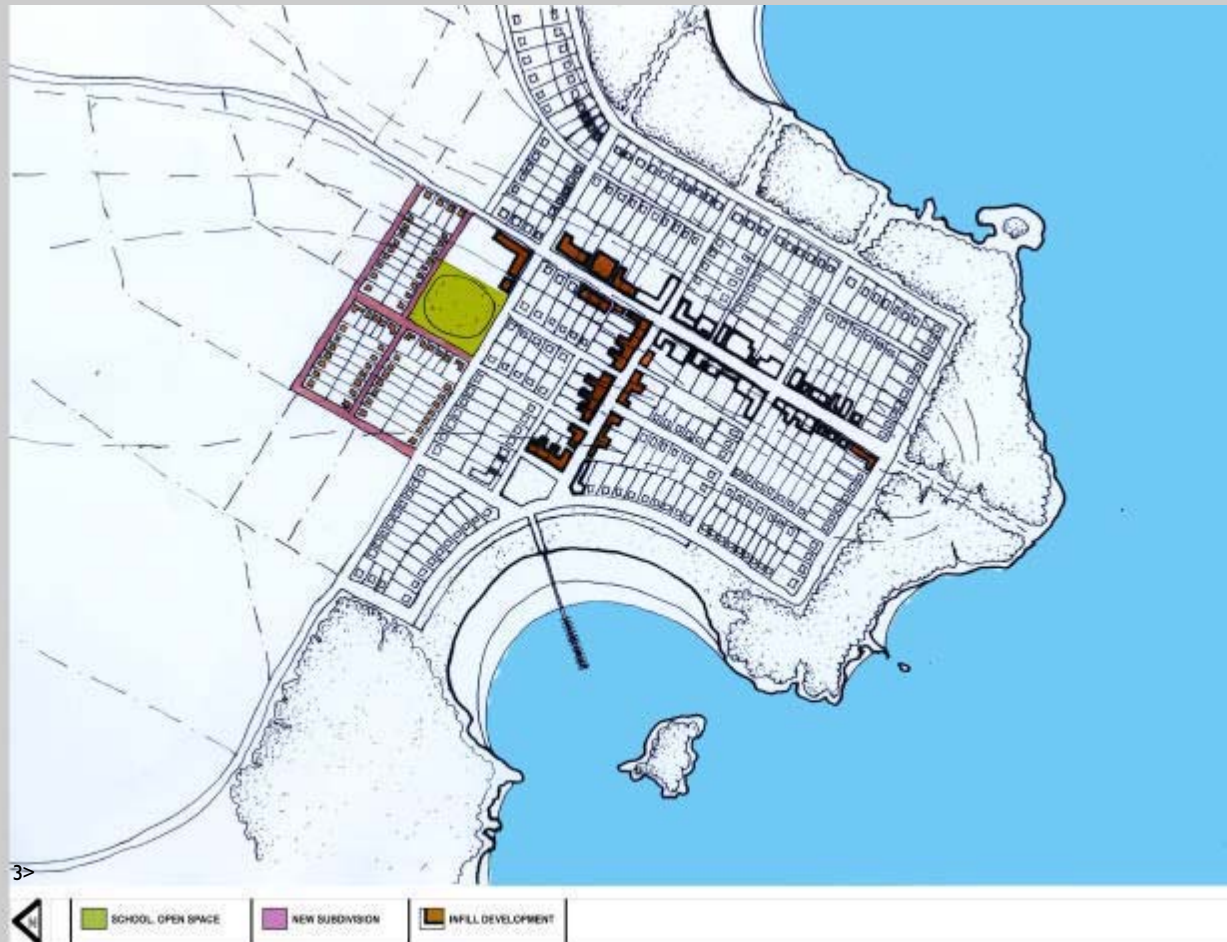 3>
N
SCHOOL, OPEN SPACE
NEW SUBDIVISION
INFILL DEVELOPMENT